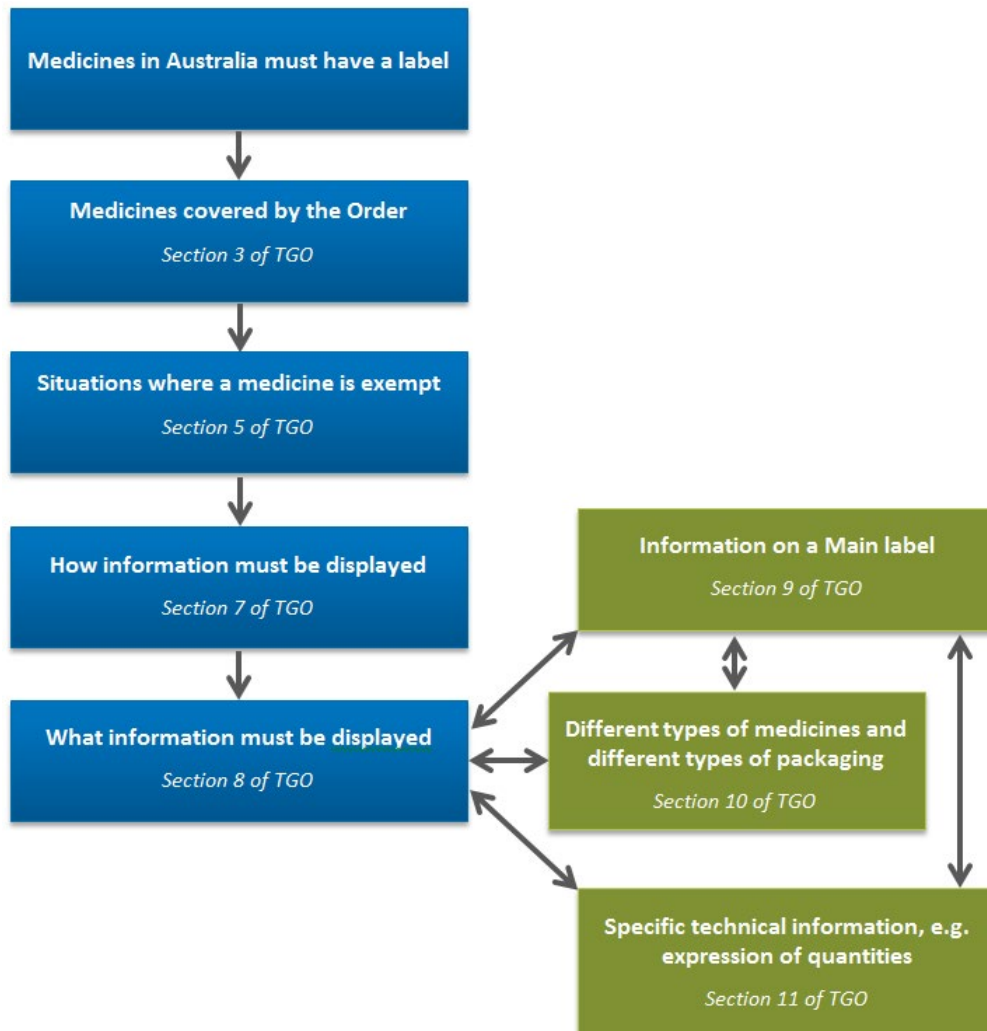 Medicines in Australia must have a label
Medicines covered by the Order
Section 3 of TGO
Situations where a medicine is exempt
Section 5 of TGO
How information must be displayed
Section 7 of TGO
What information must be displayed
Section 8 of TGO
Information on a Main label
Section 9 of TGO
Different types of medicines and
different types of packaging
Section 10 of TGO
Specific technical information, e.g.
expression of quantities
Section 11 of TGO